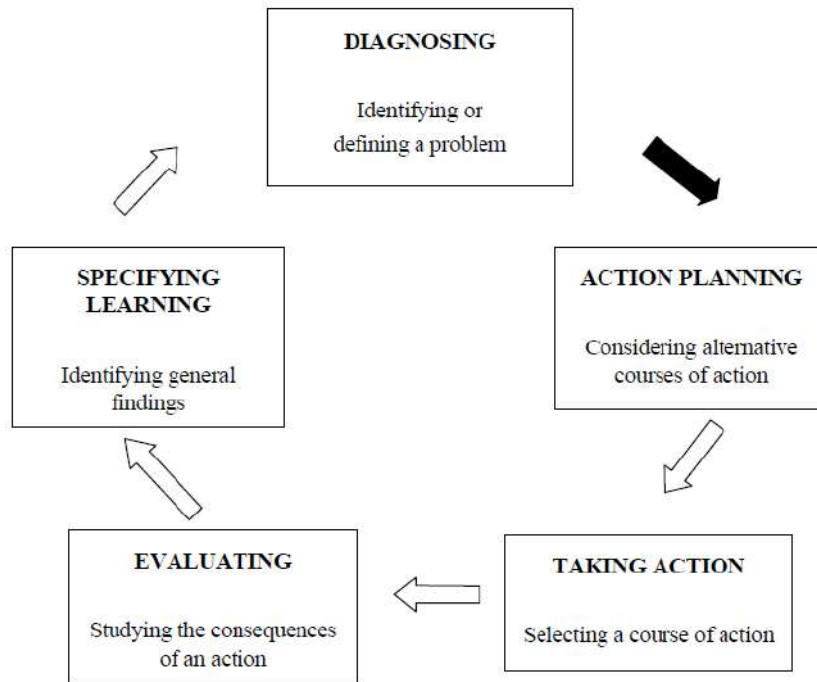 DIAGNOSING
Identifying or
defining a problem
ACTION PLANNING
Considering alternative
courses of action
TAKING ACTION
Selecting a course of action
EVALUATING
Studying the consequences
of an action
SPECIFYING
LEARNING
Identifying general
findings